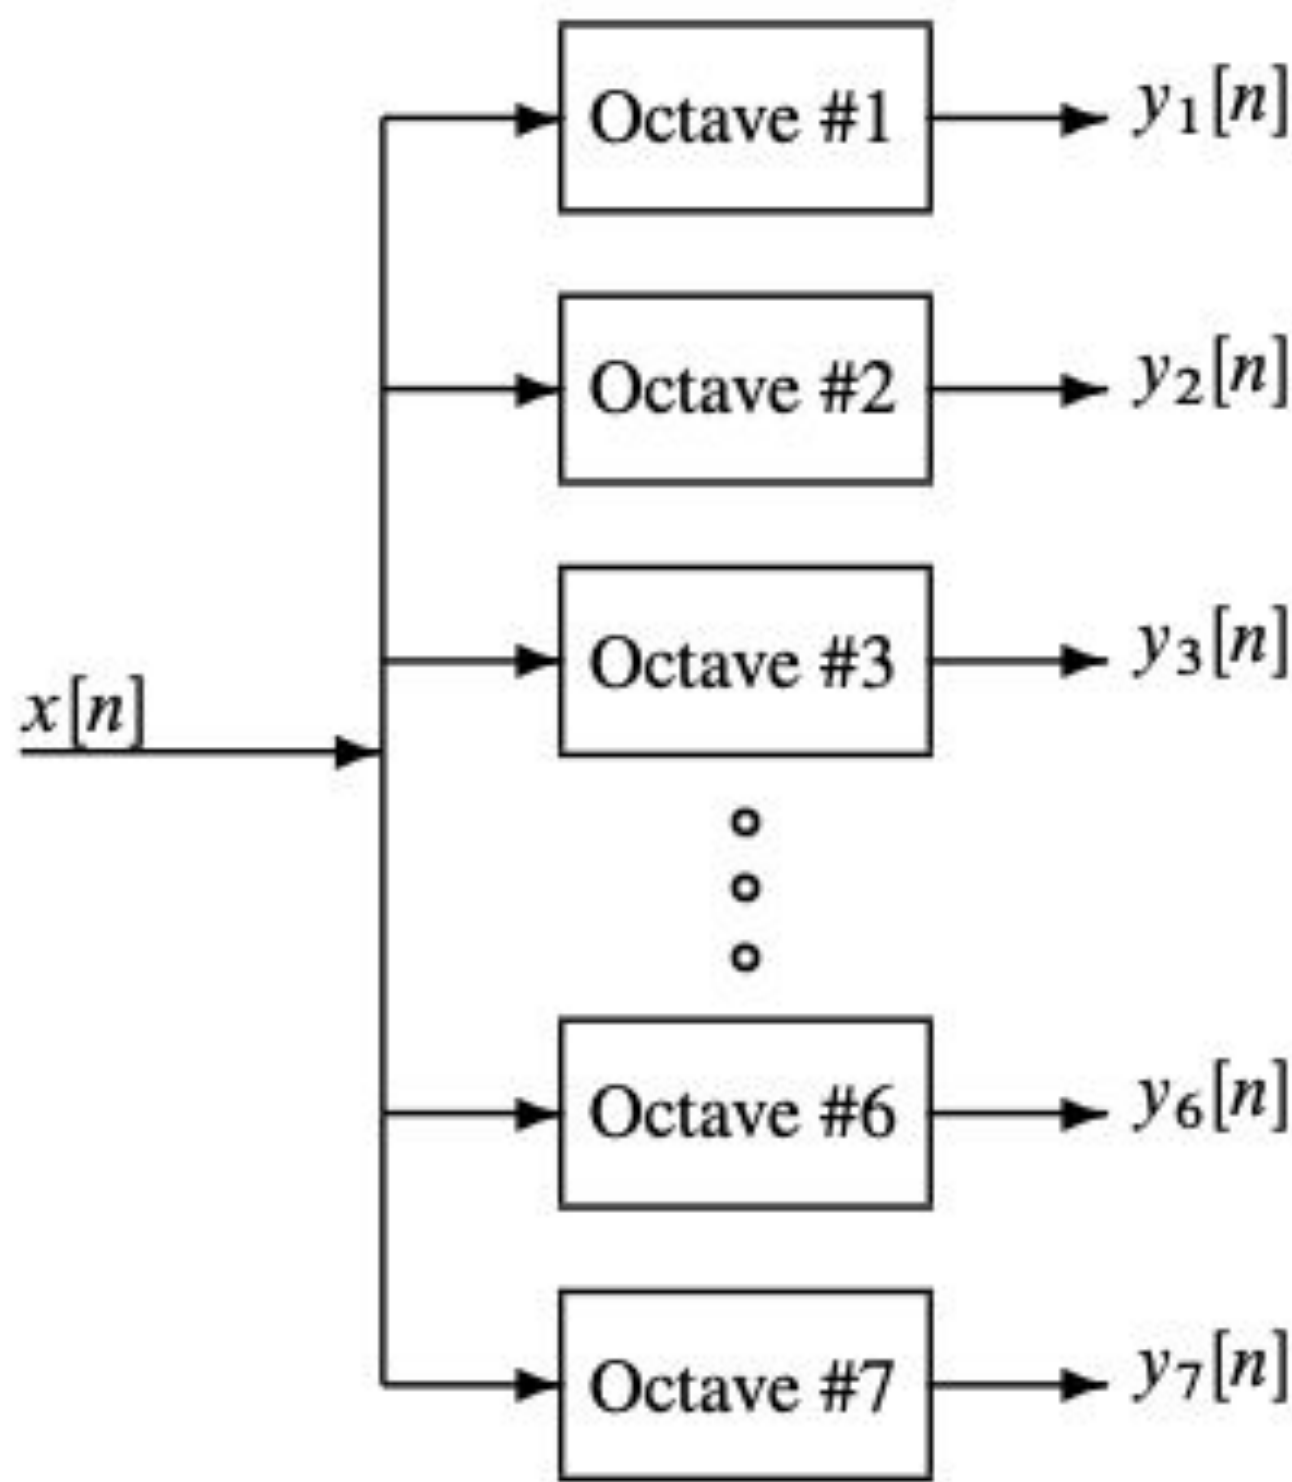 Octave #1
y₁[n]
Octave #2
y₂[n]
Octave #3
y₃[n]
x[n]
Octave #6
y₆[n]
Octave #7
y₇[n]